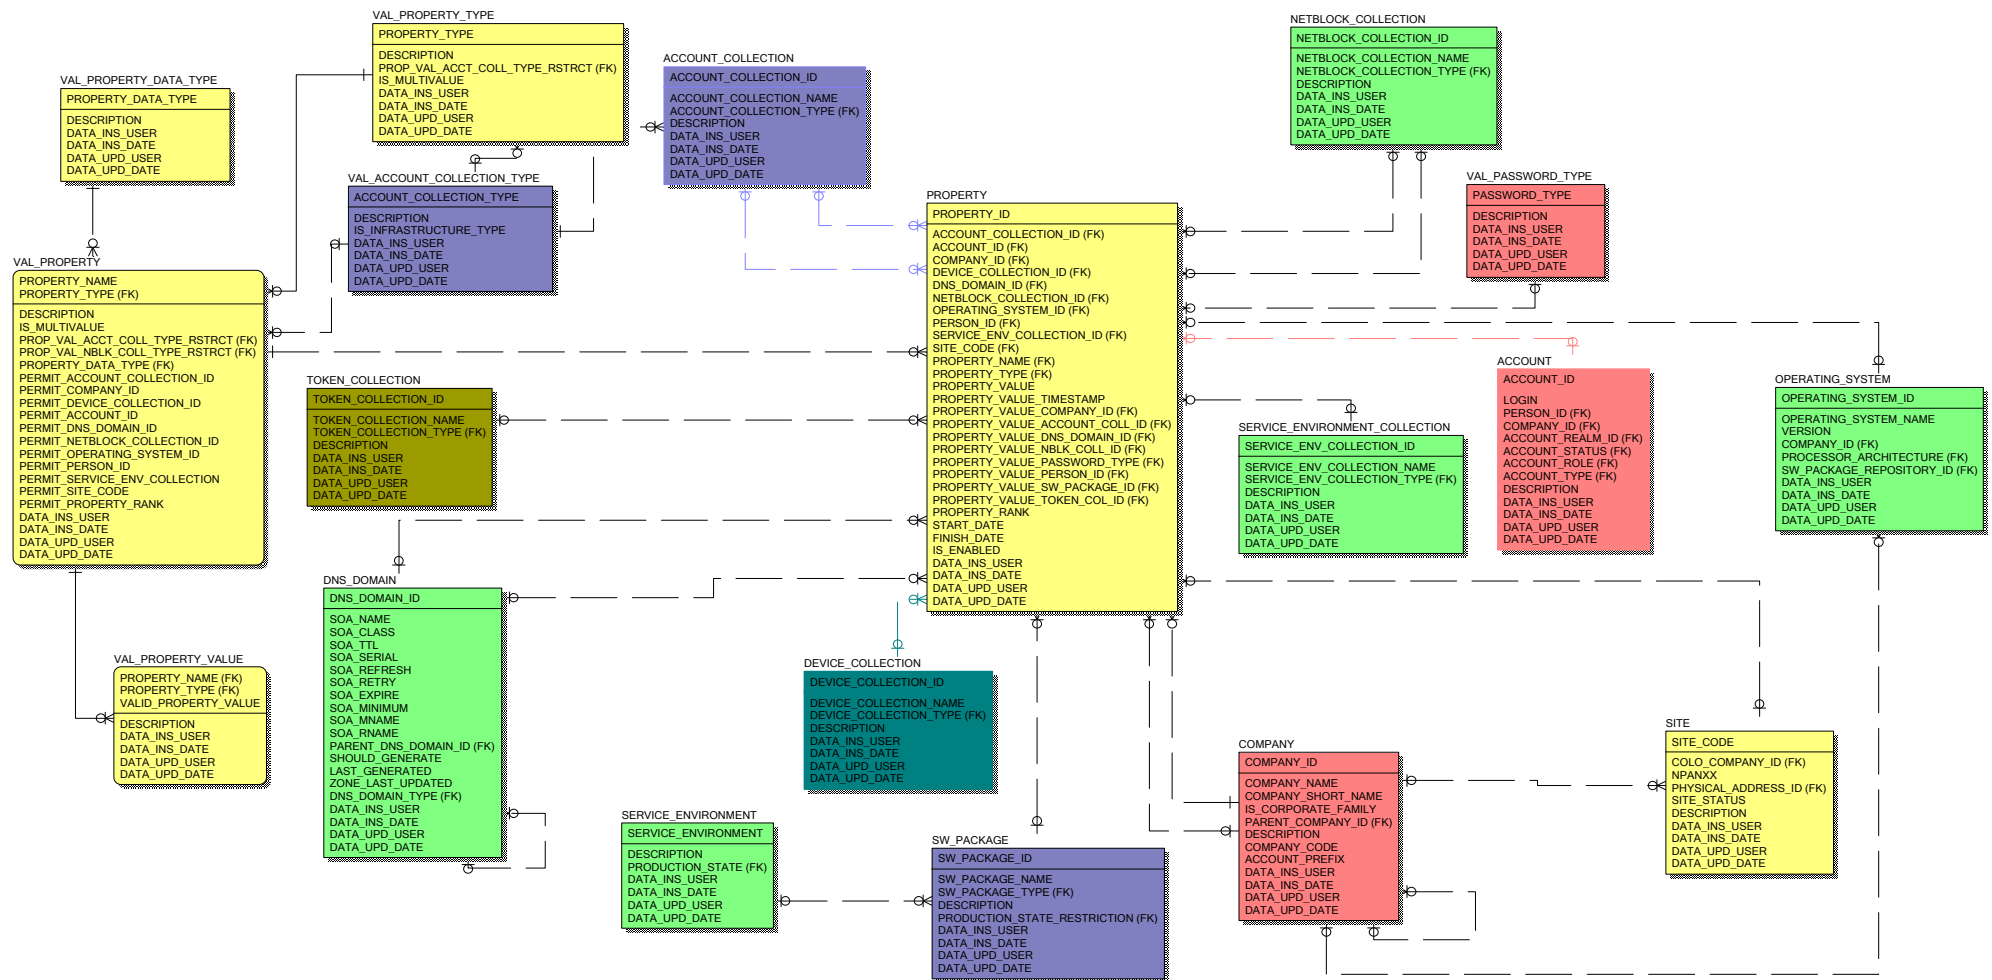 VAL_PROPERTY_TYPE
PROPERTY_TYPE
DESCRIPTION
PROP_VAL_ACCT_COLL_TYPE_RSTRCT (FK)
IS_MULTIVALUE
DATA_INS_USER
DATA_INS_DATE
DATA_UPD_USER
DATA_UPD_DATE
NETBLOCK_COLLECTION
NETBLOCK_COLLECTION_ID
NETBLOCK_COLLECTION_NAME
NETBLOCK_COLLECTION_TYPE (FK)
DESCRIPTION
DATA_INS_USER
DATA_INS_DATE
DATA_UPD_USER
DATA_UPD_DATE
ACCOUNT_COLLECTION
ACCOUNT_COLLECTION_ID
ACCOUNT_COLLECTION_NAME
ACCOUNT_COLLECTION_TYPE (FK)
DESCRIPTION
DATA_INS_USER
DATA_INS_DATE
DATA_UPD_USER
DATA_UPD_DATE
VAL_PROPERTY_DATA_TYPE
PROPERTY_DATA_TYPE
DESCRIPTION
DATA_INS_USER
DATA_INS_DATE
DATA_UPD_USER
DATA_UPD_DATE
VAL_ACCOUNT_COLLECTION_TYPE
ACCOUNT_COLLECTION_TYPE
DESCRIPTION
IS_INFRASTRUCTURE_TYPE
DATA_INS_USER
DATA_INS_DATE
DATA_UPD_USER
DATA_UPD_DATE
VAL_PASSWORD_TYPE
PASSWORD_TYPE
DESCRIPTION
DATA_INS_USER
DATA_INS_DATE
DATA_UPD_USER
DATA_UPD_DATE
PROPERTY
PROPERTY_ID
ACCOUNT_COLLECTION_ID (FK)
ACCOUNT_ID (FK)
COMPANY_ID (FK)
DEVICE_COLLECTION_ID (FK)
DNS_DOMAIN_ID (FK)
NETBLOCK_COLLECTION_ID (FK)
OPERATING_SYSTEM_ID (FK)
PERSON_ID (FK)
SERVICE_ENV_COLLECTION_ID (FK)
SITE_CODE (FK)
PROPERTY_NAME (FK)
PROPERTY_TYPE (FK)
PROPERTY_VALUE
PROPERTY_VALUE_TIMESTAMP
PROPERTY_VALUE_COMPANY_ID (FK)
PROPERTY_VALUE_ACCOUNT_COLL_ID (FK)
PROPERTY_VALUE_DNS_DOMAIN_ID (FK)
PROPERTY_VALUE_NBLK_COLL_ID (FK)
PROPERTY_VALUE_PASSWORD_TYPE (FK)
PROPERTY_VALUE_PERSON_ID (FK)
PROPERTY_VALUE_SW_PACKAGE_ID (FK)
PROPERTY_VALUE_TOKEN_COL_ID (FK)
PROPERTY_RANK
START_DATE
FINISH_DATE
IS_ENABLED
DATA_INS_USER
DATA_INS_DATE
DATA_UPD_USER
DATA_UPD_DATE
VAL_PROPERTY
PROPERTY_NAME
PROPERTY_TYPE (FK)
DESCRIPTION
IS_MULTIVALUE
PROP_VAL_ACCT_COLL_TYPE_RSTRCT (FK)
PROP_VAL_NBLK_COLL_TYPE_RSTRCT (FK)
PROPERTY_DATA_TYPE (FK)
PERMIT_ACCOUNT_COLLECTION_ID
PERMIT_COMPANY_ID
PERMIT_DEVICE_COLLECTION_ID
PERMIT_ACCOUNT_ID
PERMIT_DNS_DOMAIN_ID
PERMIT_NETBLOCK_COLLECTION_ID
PERMIT_OPERATING_SYSTEM_ID
PERMIT_PERSON_ID
PERMIT_SERVICE_ENV_COLLECTION
PERMIT_SITE_CODE
PERMIT_PROPERTY_RANK
DATA_INS_USER
DATA_INS_DATE
DATA_UPD_USER
DATA_UPD_DATE
TOKEN_COLLECTION
TOKEN_COLLECTION_ID
TOKEN_COLLECTION_NAME
TOKEN_COLLECTION_TYPE (FK)
DESCRIPTION
DATA_INS_USER
DATA_INS_DATE
DATA_UPD_USER
DATA_UPD_DATE
ACCOUNT
ACCOUNT_ID
LOGIN
PERSON_ID (FK)
COMPANY_ID (FK)
ACCOUNT_REALM_ID (FK)
ACCOUNT_STATUS (FK)
ACCOUNT_ROLE (FK)
ACCOUNT_TYPE (FK)
DESCRIPTION
DATA_INS_USER
DATA_INS_DATE
DATA_UPD_USER
DATA_UPD_DATE
OPERATING_SYSTEM
OPERATING_SYSTEM_ID
OPERATING_SYSTEM_NAME
VERSION
COMPANY_ID (FK)
PROCESSOR_ARCHITECTURE (FK)
SW_PACKAGE_REPOSITORY_ID (FK)
DATA_INS_USER
DATA_INS_DATE
DATA_UPD_USER
DATA_UPD_DATE
SERVICE_ENVIRONMENT_COLLECTION
SERVICE_ENV_COLLECTION_ID
SERVICE_ENV_COLLECTION_NAME
SERVICE_ENV_COLLECTION_TYPE (FK)
DESCRIPTION
DATA_INS_USER
DATA_INS_DATE
DATA_UPD_USER
DATA_UPD_DATE
DNS_DOMAIN
DNS_DOMAIN_ID
SOA_NAME
SOA_CLASS
SOA_TTL
SOA_SERIAL
SOA_REFRESH
SOA_RETRY
SOA_EXPIRE
SOA_MINIMUM
SOA_MNAME
SOA_RNAME
PARENT_DNS_DOMAIN_ID (FK)
SHOULD_GENERATE
LAST_GENERATED
ZONE_LAST_UPDATED
DNS_DOMAIN_TYPE (FK)
DATA_INS_USER
DATA_INS_DATE
DATA_UPD_USER
DATA_UPD_DATE
VAL_PROPERTY_VALUE
PROPERTY_NAME (FK)
PROPERTY_TYPE (FK)
VALID_PROPERTY_VALUE
DESCRIPTION
DATA_INS_USER
DATA_INS_DATE
DATA_UPD_USER
DATA_UPD_DATE
DEVICE_COLLECTION
DEVICE_COLLECTION_ID
DEVICE_COLLECTION_NAME
DEVICE_COLLECTION_TYPE (FK)
DESCRIPTION
DATA_INS_USER
DATA_INS_DATE
DATA_UPD_USER
DATA_UPD_DATE
SITE
SITE_CODE
COLO_COMPANY_ID (FK)
NPANXX
PHYSICAL_ADDRESS_ID (FK)
SITE_STATUS
DESCRIPTION
DATA_INS_USER
DATA_INS_DATE
DATA_UPD_USER
DATA_UPD_DATE
COMPANY
COMPANY_ID
COMPANY_NAME
COMPANY_SHORT_NAME
IS_CORPORATE_FAMILY
PARENT_COMPANY_ID (FK)
DESCRIPTION
COMPANY_CODE
ACCOUNT_PREFIX
DATA_INS_USER
DATA_INS_DATE
DATA_UPD_USER
DATA_UPD_DATE
SERVICE_ENVIRONMENT
SERVICE_ENVIRONMENT
DESCRIPTION
PRODUCTION_STATE (FK)
DATA_INS_USER
DATA_INS_DATE
DATA_UPD_USER
DATA_UPD_DATE
SW_PACKAGE
SW_PACKAGE_ID
SW_PACKAGE_NAME
SW_PACKAGE_TYPE (FK)
DESCRIPTION
PRODUCTION_STATE_RESTRICTION (FK)
DATA_INS_USER
DATA_INS_DATE
DATA_UPD_USER
DATA_UPD_DATE